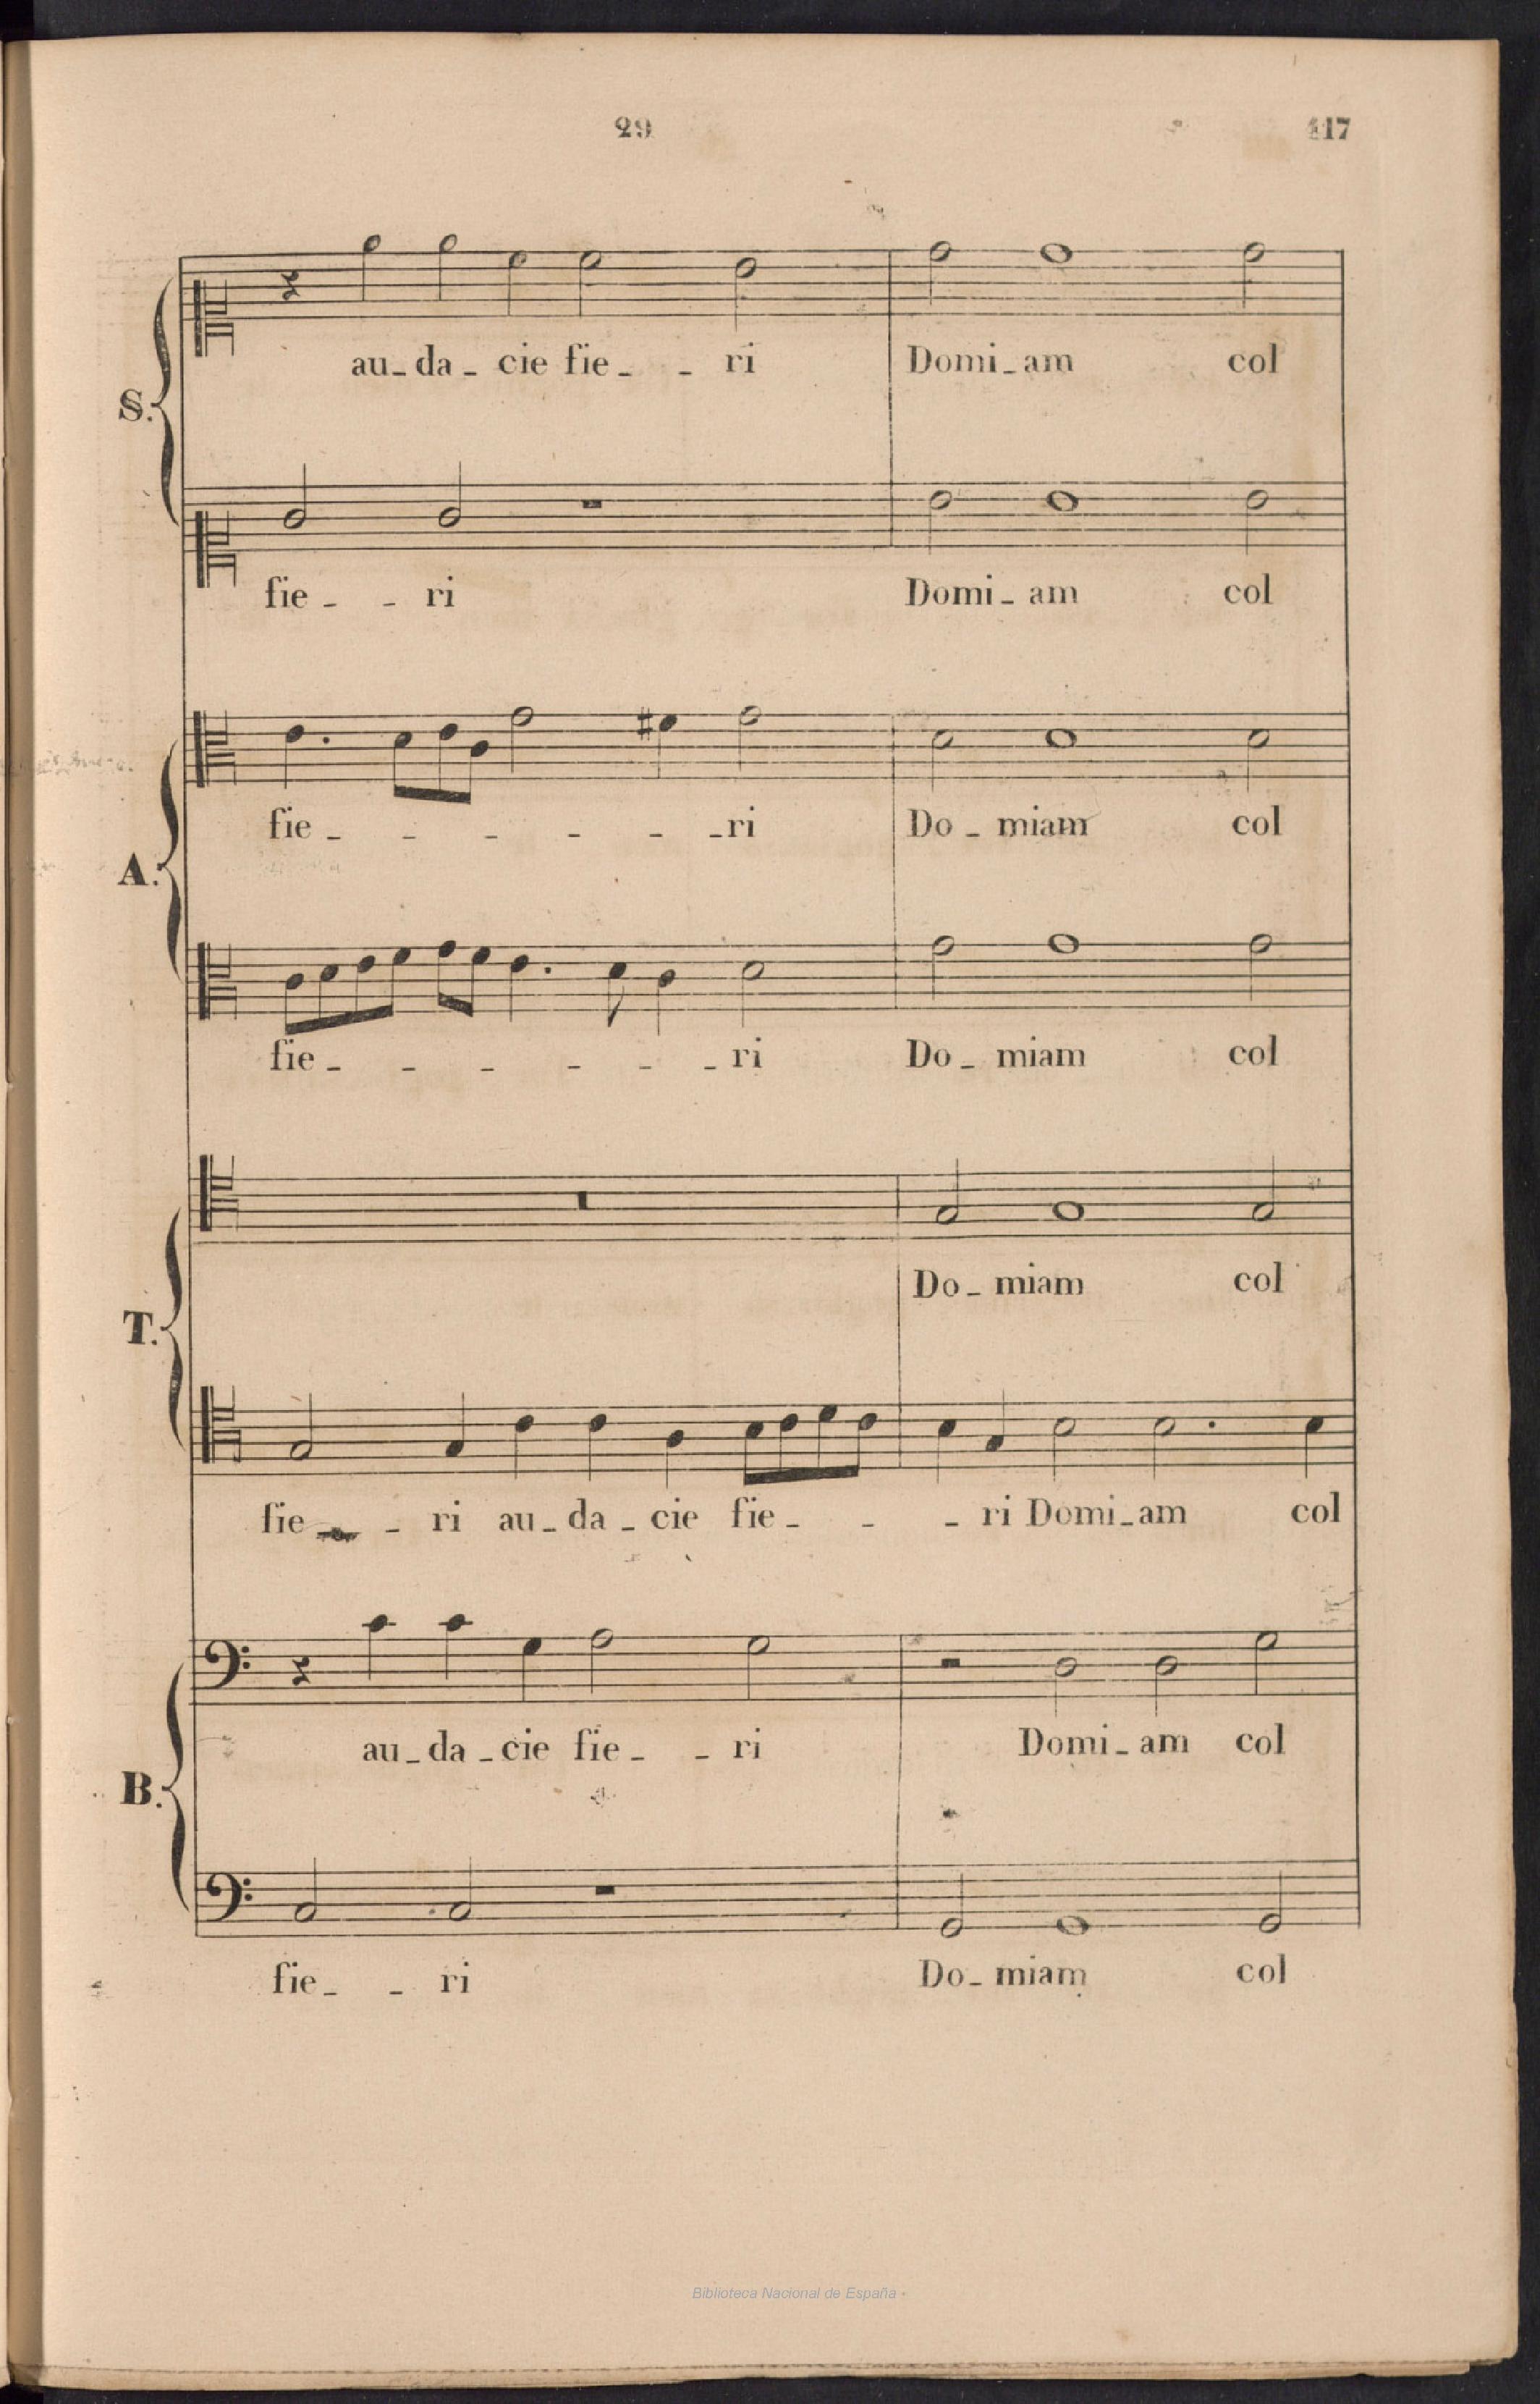 29 117
au_da_cie fie_ _ri
S.
Domi_am col
fie_ _ri Domi_am col
fie_ _ _ _ _ _ri Do_miam col
A.
fie_ _ _ _ _ _ri Do_miam col
Do_miam col
T.
fie_ _ri au_da_cie fie_ _ _ri Domi_am col
au_da_cie fie_ _ri Domi_am col
B.
fie_ _ri Do_miam col
Biblioteca Nacional de España